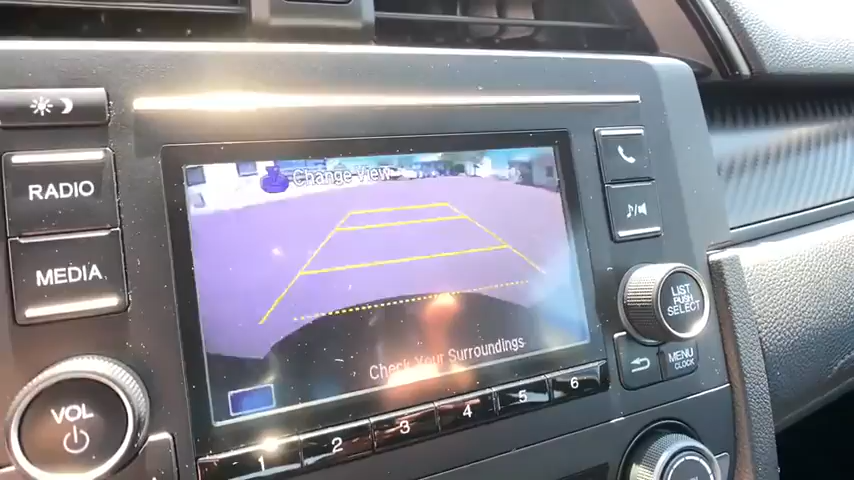 RADIO
MEDIA
VOL
Change View
Check Your Surroundings
LIST
PUSH
SELECT
MENU
CLOCK
1 2 3 4 5 6